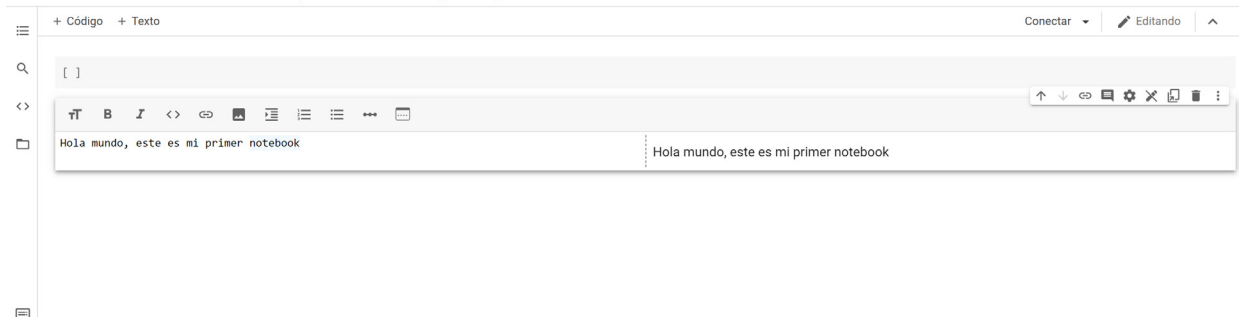 + Código + Texto
Conectar
Editando
[ ]
Hola mundo, este es mi primer notebook
Hola mundo, este es mi primer notebook